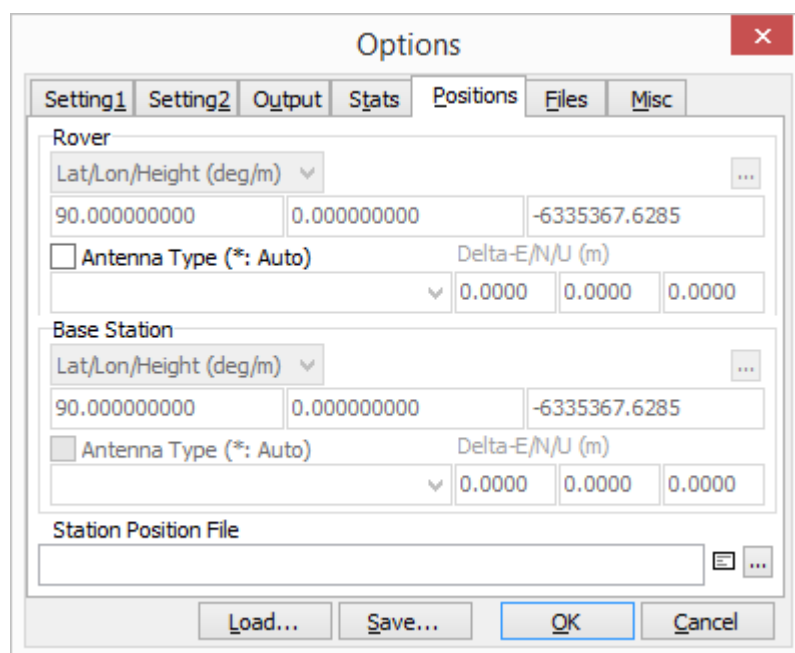 Options
Setting1 Setting2 Output Stats Positions Files Misc
Rover
Lat/Lon/Height (deg/m)
...
90.000000000 0.000000000 -6335367.6285
Antenna Type (*: Auto) Delta-E/N/U (m)
0.0000 0.0000 0.0000
Base Station
Lat/Lon/Height (deg/m)
...
90.000000000 0.000000000 -6335367.6285
Antenna Type (*: Auto) Delta-E/N/U (m)
0.0000 0.0000 0.0000
Station Position File
...
Load... Save... OK Cancel